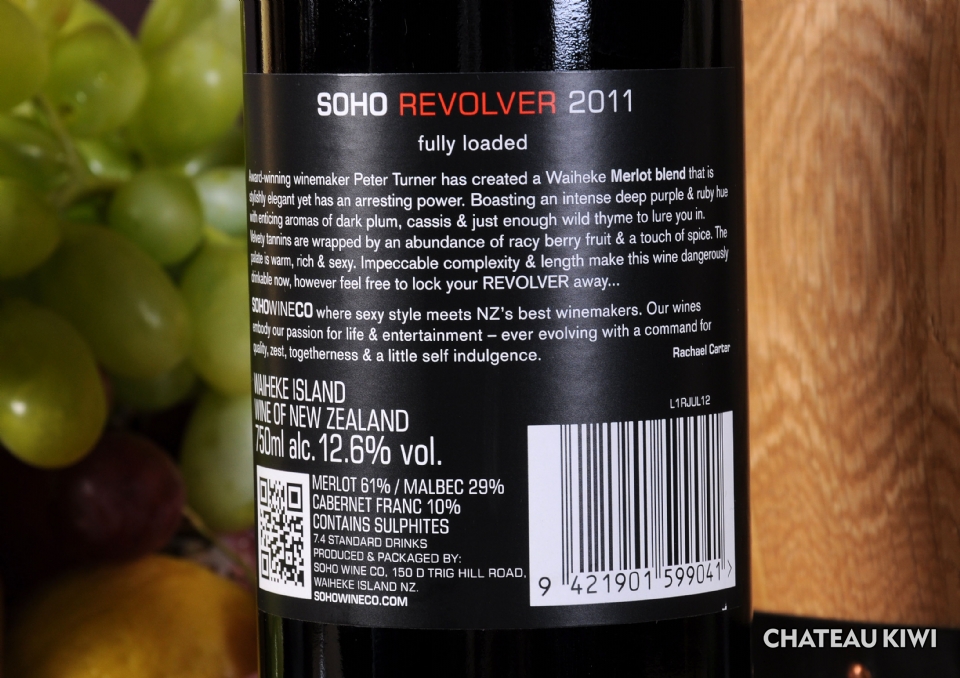 SOHO REVOLVER 2011
fully loaded
Award-winning winemaker Peter Turner has created a Waiheke Merlot blend that is
stylishly elegant yet has an arresting power. Boasting an intense deep purple & ruby hue
with enticing aromas of dark plum, cassis & just enough wild thyme to lure you in.
Velvety tannins are wrapped by an abundance of racy berry fruit & a touch of spice. The
palate is warm, rich & sexy. Impeccable complexity & length make this wine dangerously
drinkable now, however feel free to lock your REVOLVER away...
SOHOWINECO where sexy style meets NZ's best winemakers. Our wines
embody our passion for life & entertainment – ever evolving with a command for
quality, zest, togetherness & a little self indulgence.
Rachael Carter
WAIHEKE ISLAND
WINE OF NEW ZEALAND
750ml alc. 12.6% vol.
L1RJUL12
MERLOT 61% / MALBEC 29%
CABERNET FRANC 10%
CONTAINS SULPHITES
7.4 STANDARD DRINKS
PRODUCED & PACKAGED BY:
SOHO WINE CO, 150 D TRIG HILL ROAD,
WAIHEKE ISLAND NZ.
SOHOWINECO.COM
9 421901 599041 >
CHATEAU KIWI